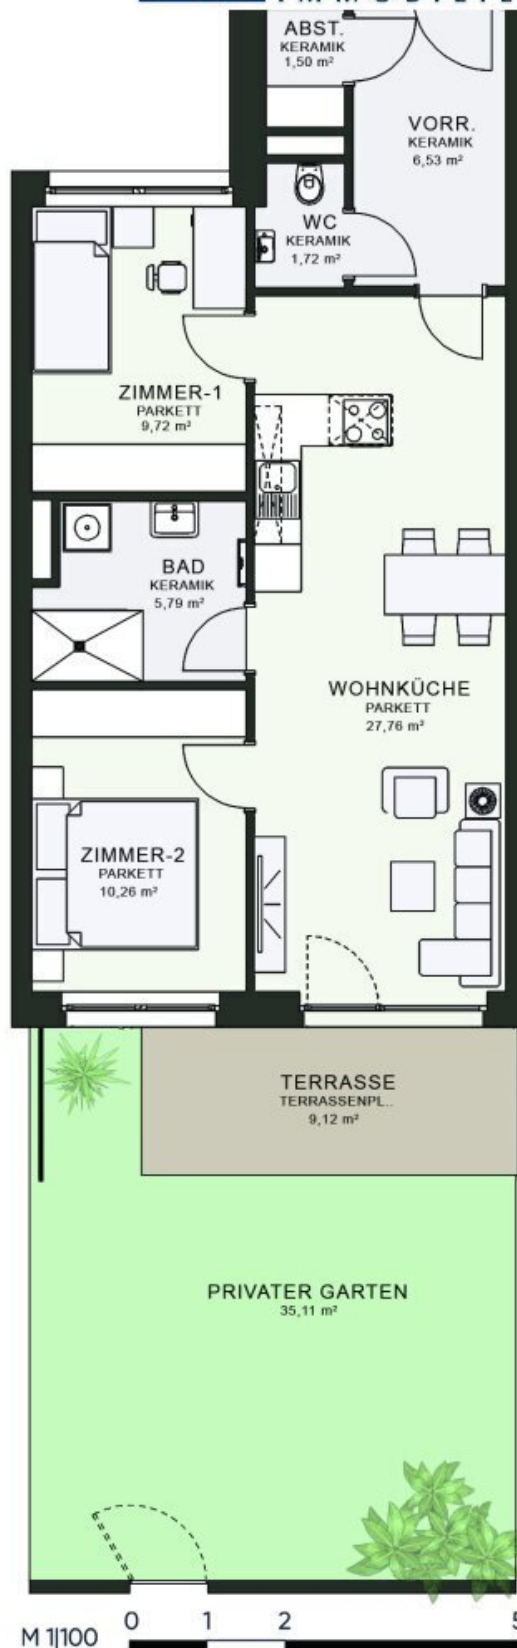 ABST.
KERAMIK
1,50 m²
VORR.
KERAMIK
6,53 m²
WC
KERAMIK
1,72 m²
ZIMMER-1
PARKETT
9,72 m²
BAD
KERAMIK
5,79 m²
WOHNKÜCHE
PARKETT
27,76 m²
ZIMMER-2
PARKETT
10,26 m²
TERRASSE
TERRASSENPL..
9,12 m²
PRIVATER GARTEN
35,11 m²
M 1|100 0 1 2 5